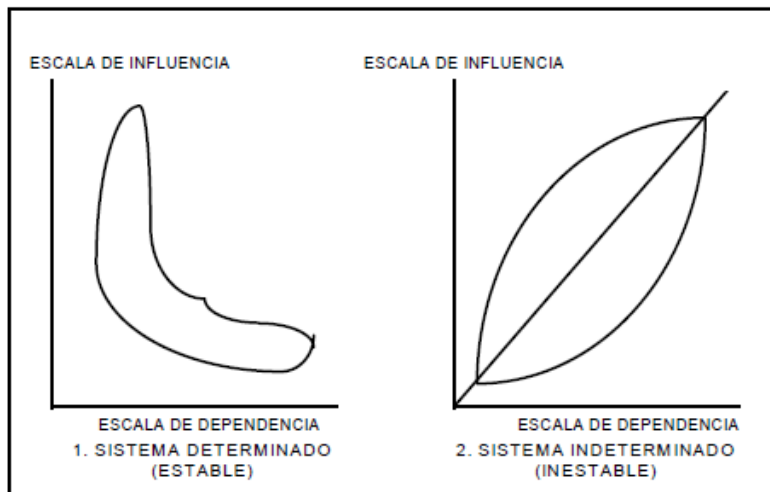 ESCALA DE INFLUENCIA
ESCALA DE DEPENDENCIA
1. SISTEMA DETERMINADO
(ESTABLE)
ESCALA DE INFLUENCIA
ESCALA DE DEPENDENCIA
2. SISTEMA INDETERMINADO
(INESTABLE)